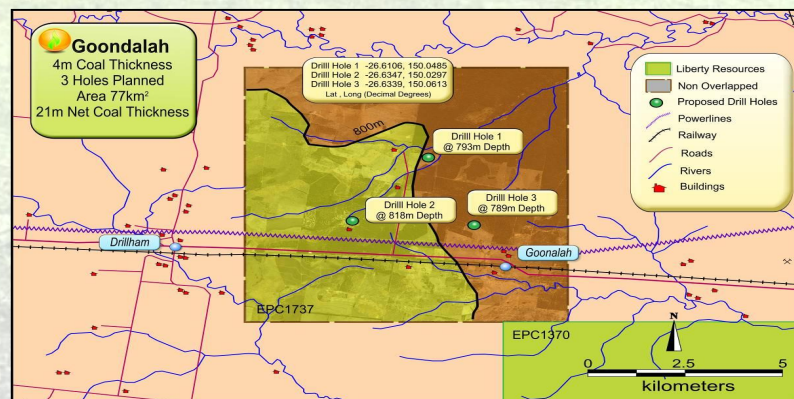 Goondalah
4m Coal Thickness
3 Holes Planned
Area 77km²
21m Net Coal Thickness
Drilll Hole 1 -26.6106, 150.0485
Drilll Hole 2 -26.6347, 150.0297
Drilll Hole 3 -26.6339, 150.0613
Lat , Long (Decimal Degrees)
Liberty Resources
Non Overlapped
Proposed Drill Holes
Powerlines
Railway
Roads
Rivers
Buildings
800m
Drilll Hole 1
@ 793m Depth
Drilll Hole 2
@ 818m Depth
Drilll Hole 3
@ 789m Depth
Drillham
Goonalah
EPC1737
EPC1370
N
0 2.5 5
kilometers